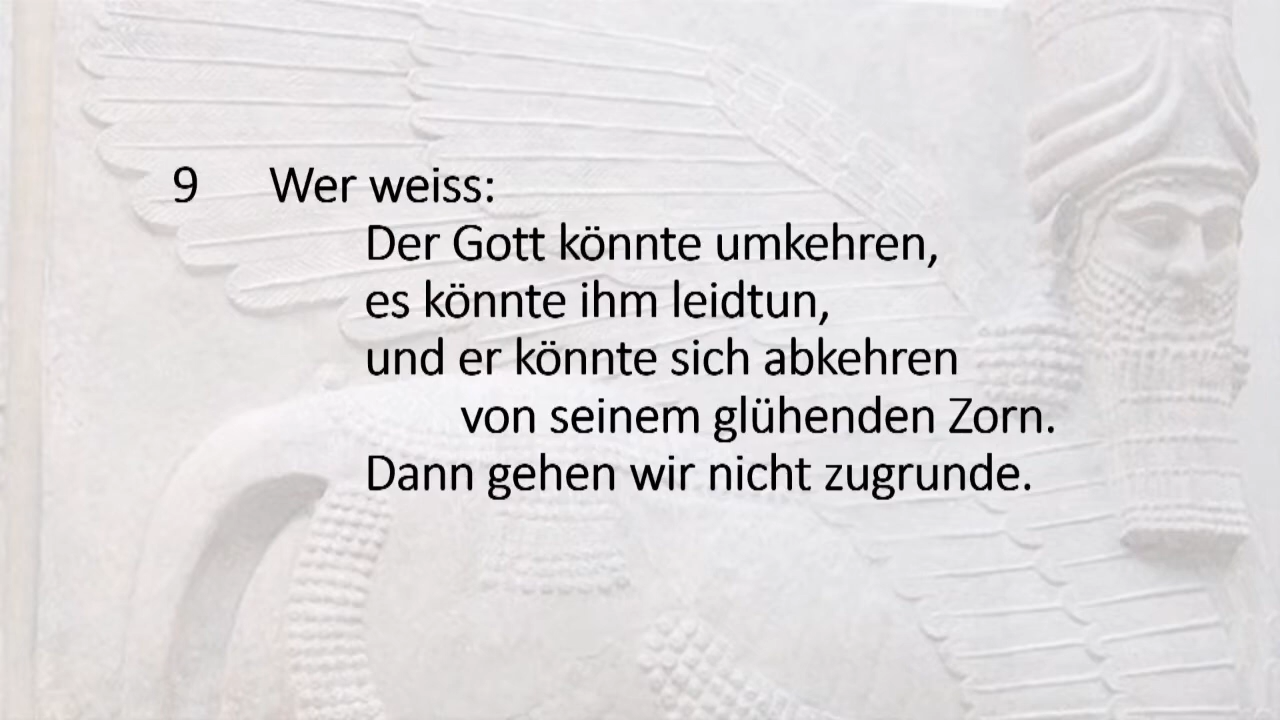 9 Wer weiss:
Der Gott könnte umkehren,
es könnte ihm leidtun,
und er könnte sich abkehren
von seinem glühenden Zorn.
Dann gehen wir nicht zugrunde.